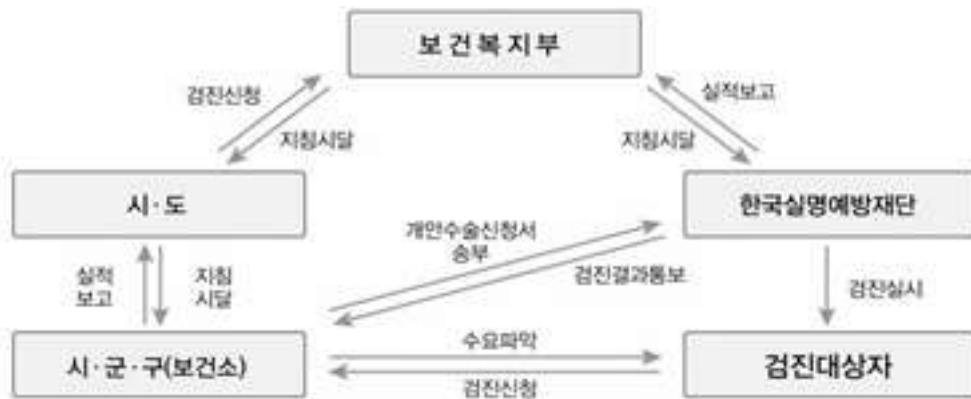 보건복지부
검진신청
실적보고
지침시달
지침시달
시·도
한국실명예방재단
개안수술신청서
송부
실적
보고
지침
시달
검진결과통보
검진실시
시·군·구(보건소)
수요파악
검진대상자
검진신청